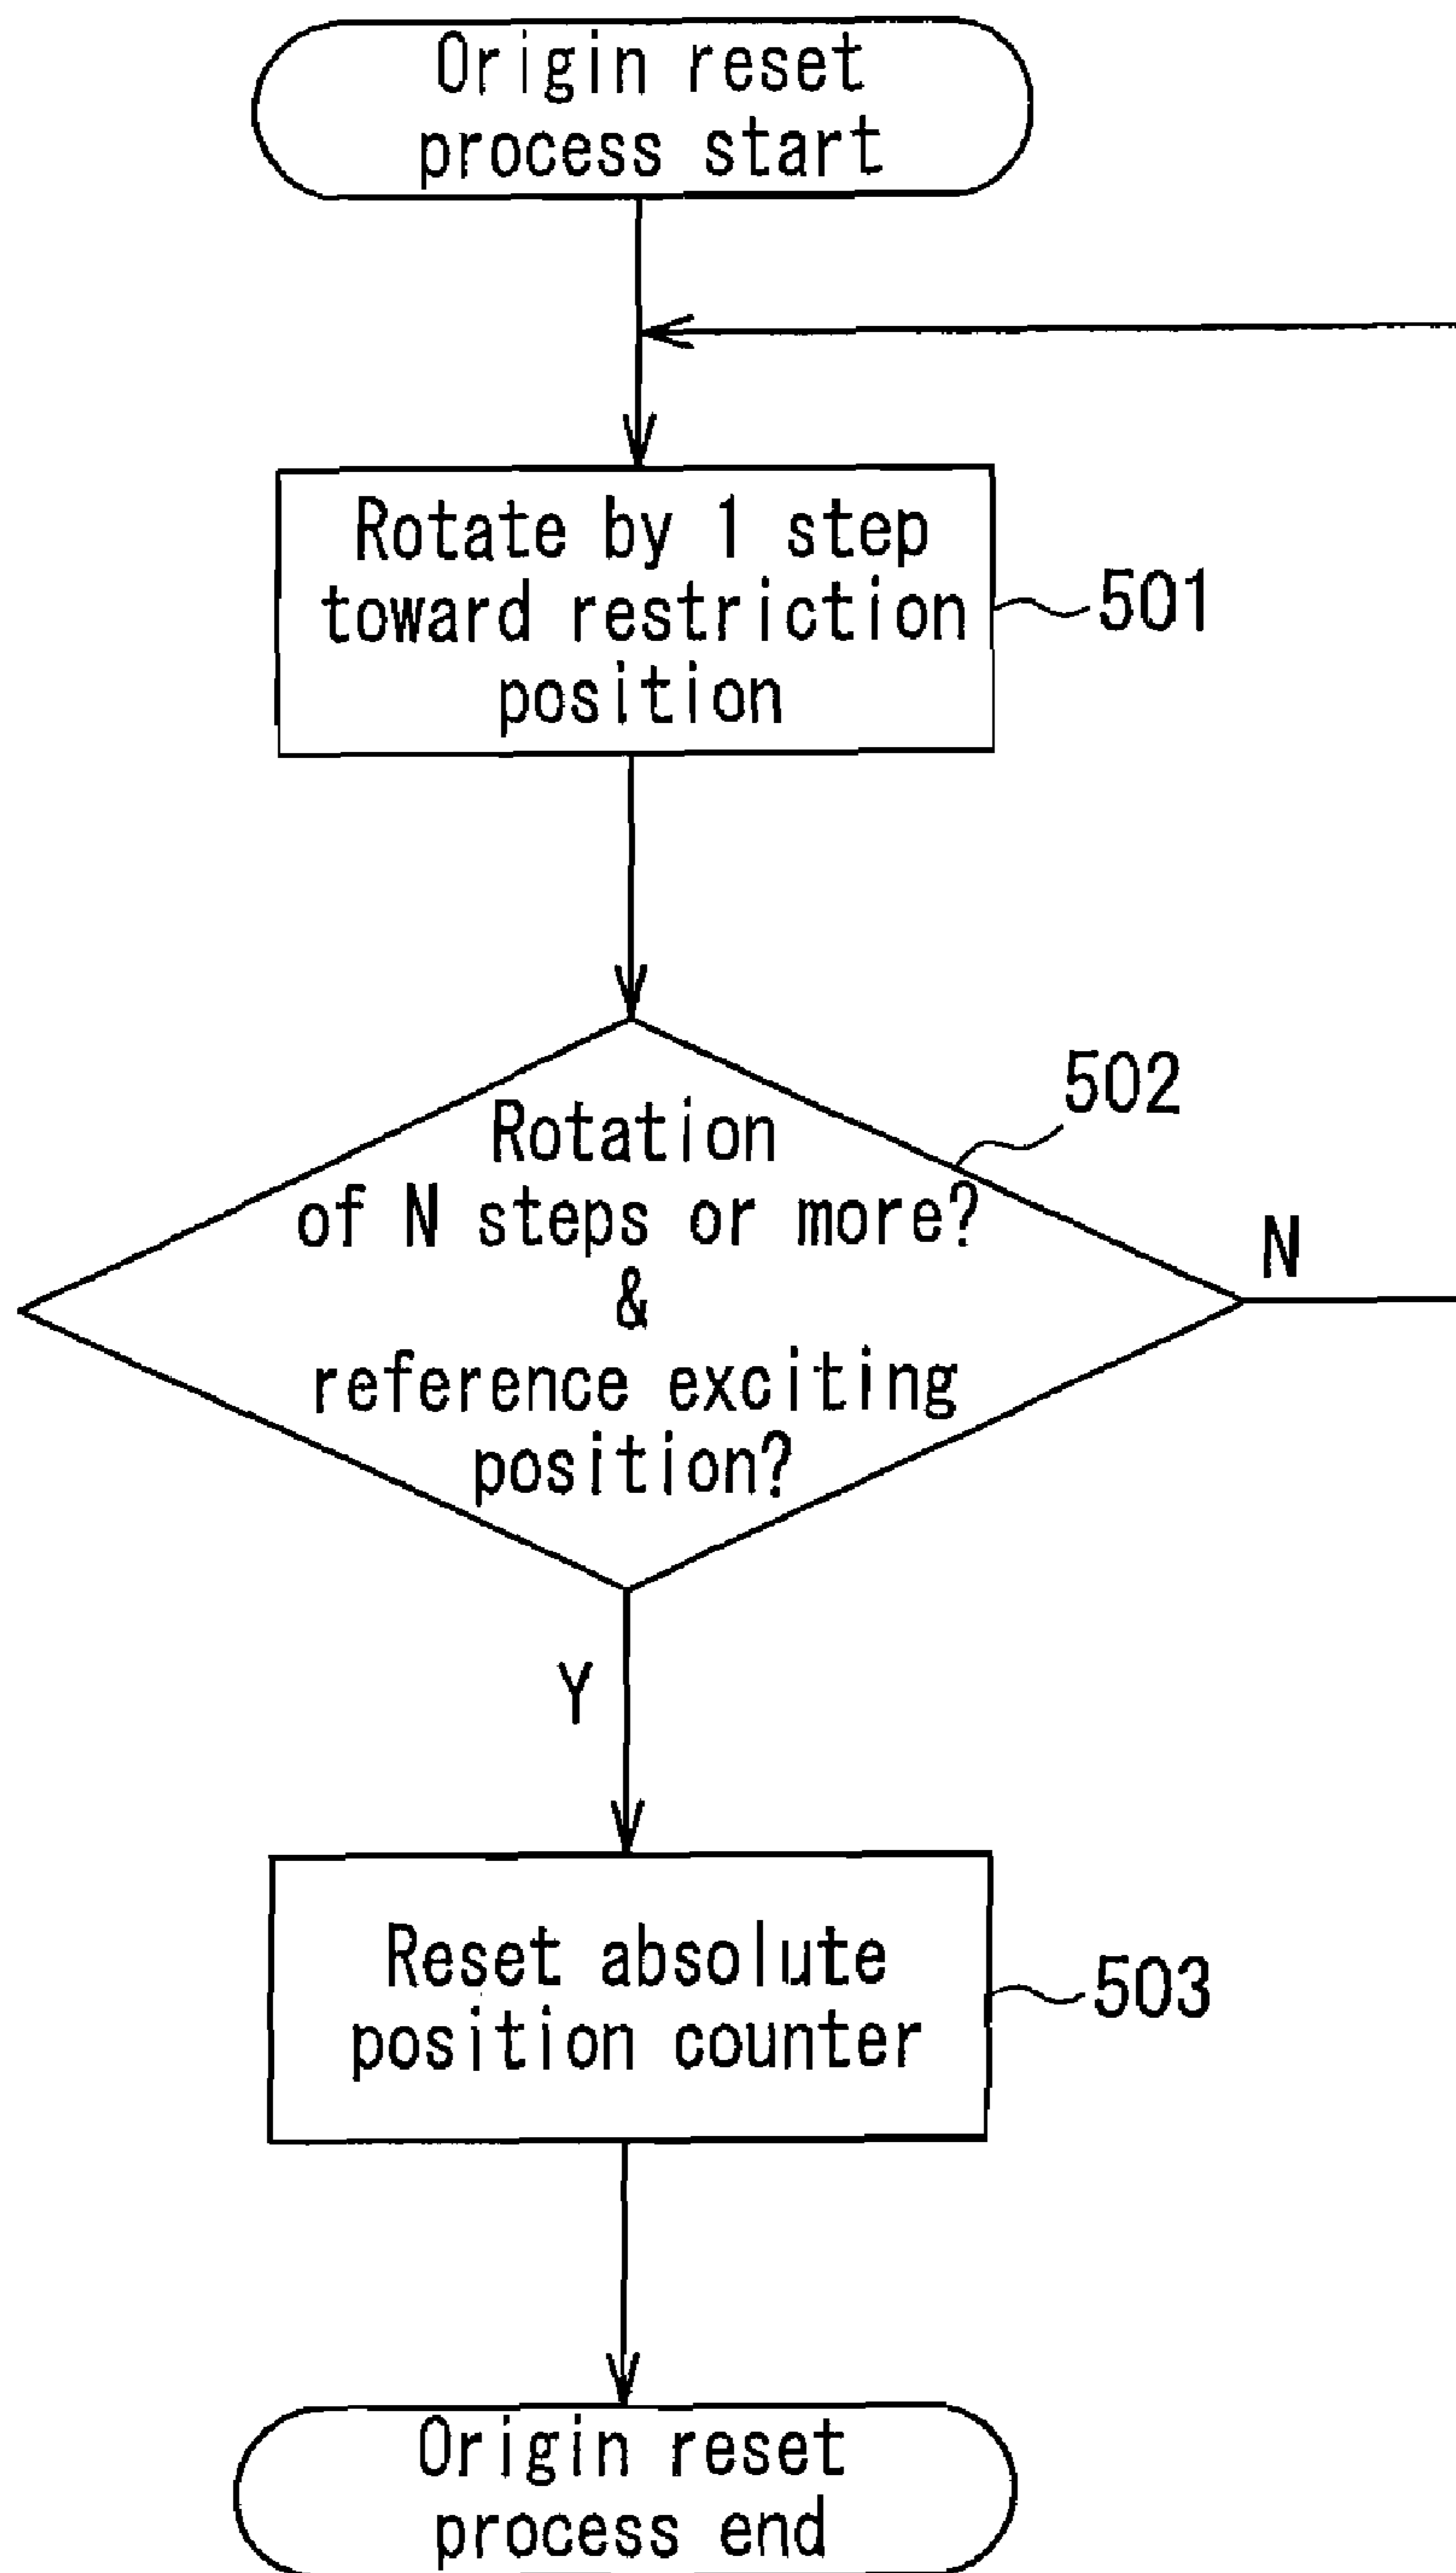 Origin reset
process start
Rotate by 1 step
toward restriction
position
501
502
Rotation
of N steps or more?
&
reference exciting
position?
N
Y
Reset absolute
position counter
503
Origin reset
process end